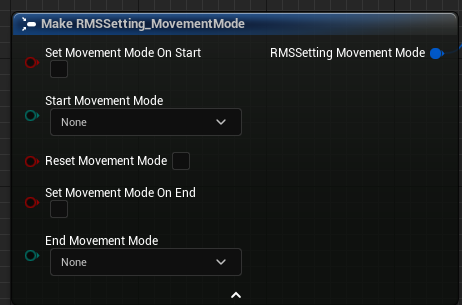 Make RMSSetting_MovementMode
Set Movement Mode On Start
RMSSetting Movement Mode
Start Movement Mode
None
Reset Movement Mode
Set Movement Mode On End
End Movement Mode
None